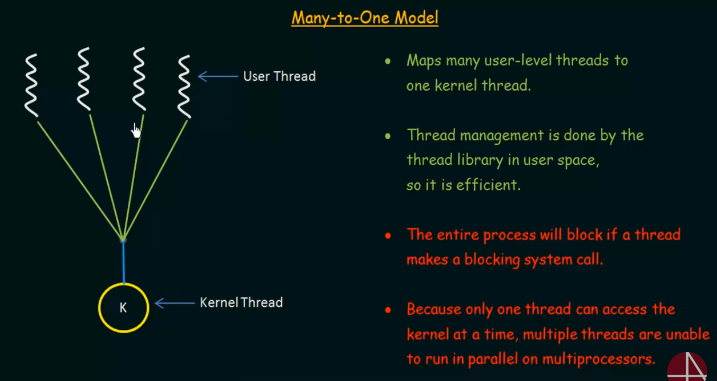 Many-to-One Model
User Thread
Kernel Thread
K
Maps many user-level threads to
one kernel thread.
Thread management is done by the
thread library in user space,
so it is efficient.
The entire process will block if a thread
makes a blocking system call.
Because only one thread can access the
kernel at a time, multiple threads are unable
to run in parallel on multiprocessors.